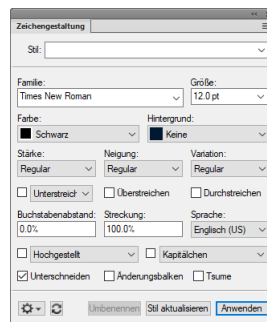 Zeichengestaltung
Stil:
Familie: Größe:
Times New Roman 12.0 pt
Farbe: Hintergrund:
Schwarz Keine
Stärke: Neigung: Variation:
Regular Regular Regular
Unterstreich Überstreichen Durchstreichen
Buchstabenabstand: Streckung: Sprache:
0.0% 100.0% Englisch (US)
Hochgestellt Kapitälchen
Unterschneiden Änderungsbalken Tsume
Umbenennen Stil aktualisieren Anwenden